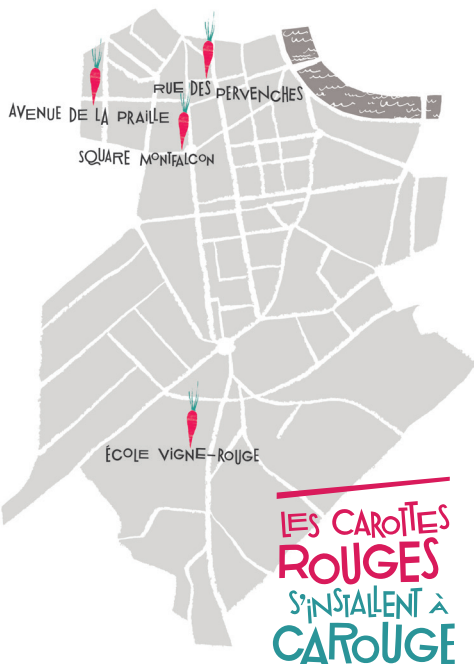 RUE DES PERVENCHES
AVENUE DE LA PRAILLE
SQUARE MONTFALCON
ÉCOLE VIGNE-ROUGE
LES CAROTTES
ROUGES
S'INSTALLENT À
CAROUGE